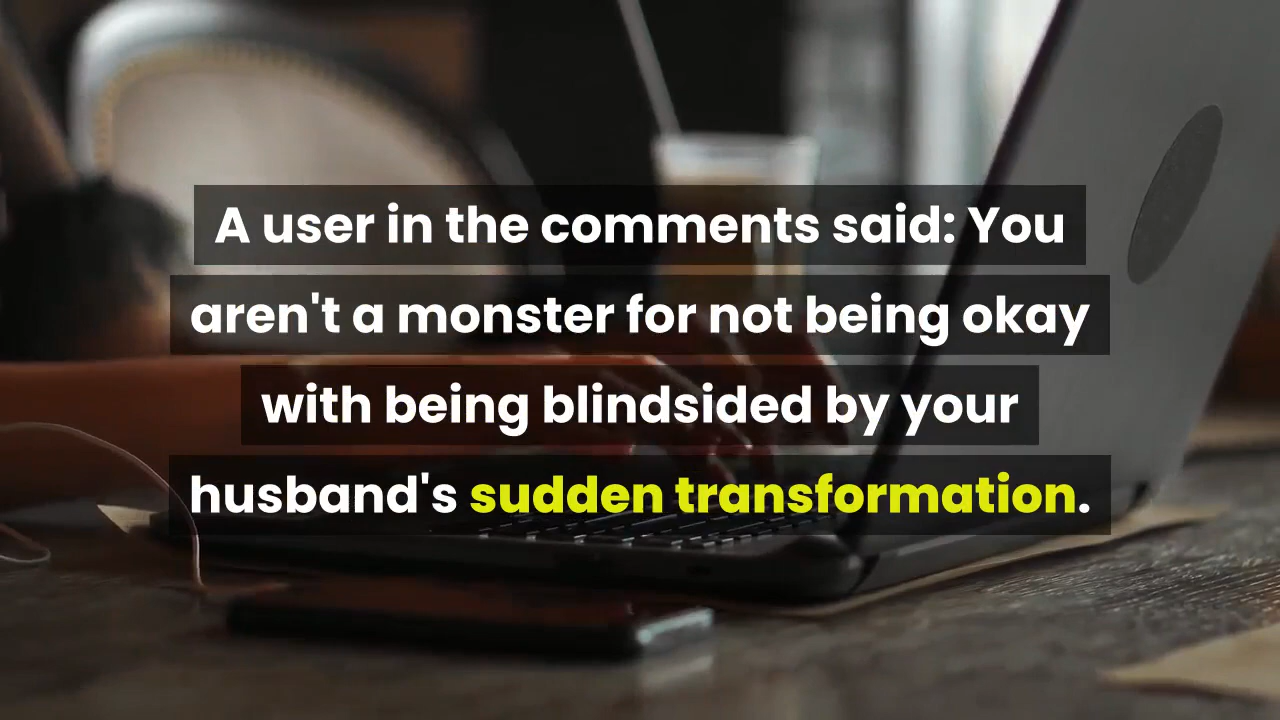 A user in the comments said: You
aren't a monster for not being okay
with being blindsided by your
husband's sudden transformation.